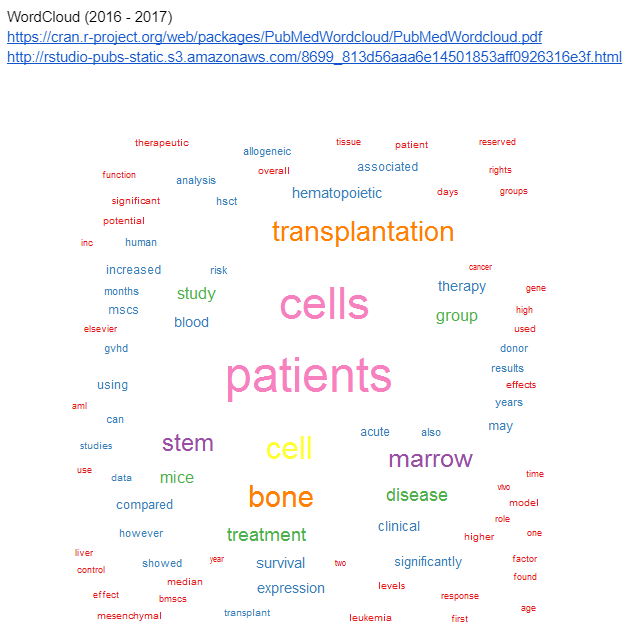 WordCloud (2016 - 2017)
https://cran.r-project.org/web/packages/PubMedWordcloud/PubMedWordcloud.pdf
http://rstudio-pubs-static.s3.amazonaws.com/8699_813d56aaa6e14501853aff0926316e3f.html
therapeutic tissue patient reserved
allogeneic
function overall associated rights
analysis
significant hsct hematopoietic days groups
potential
inc human transplantation
increased risk cancer
months study cells therapy gene
mscs blood group high
elsevier used
gvhd donor
using patients results
effects
aml years
can stem cell acute also may
studies
use data mice marrow time
vivo
compared bone disease model
role
however treatment clinical higher one
liver
control showed year survival two significantly factor
median expression levels found
effect bmscs response
mesenchymal transplant leukemia first age